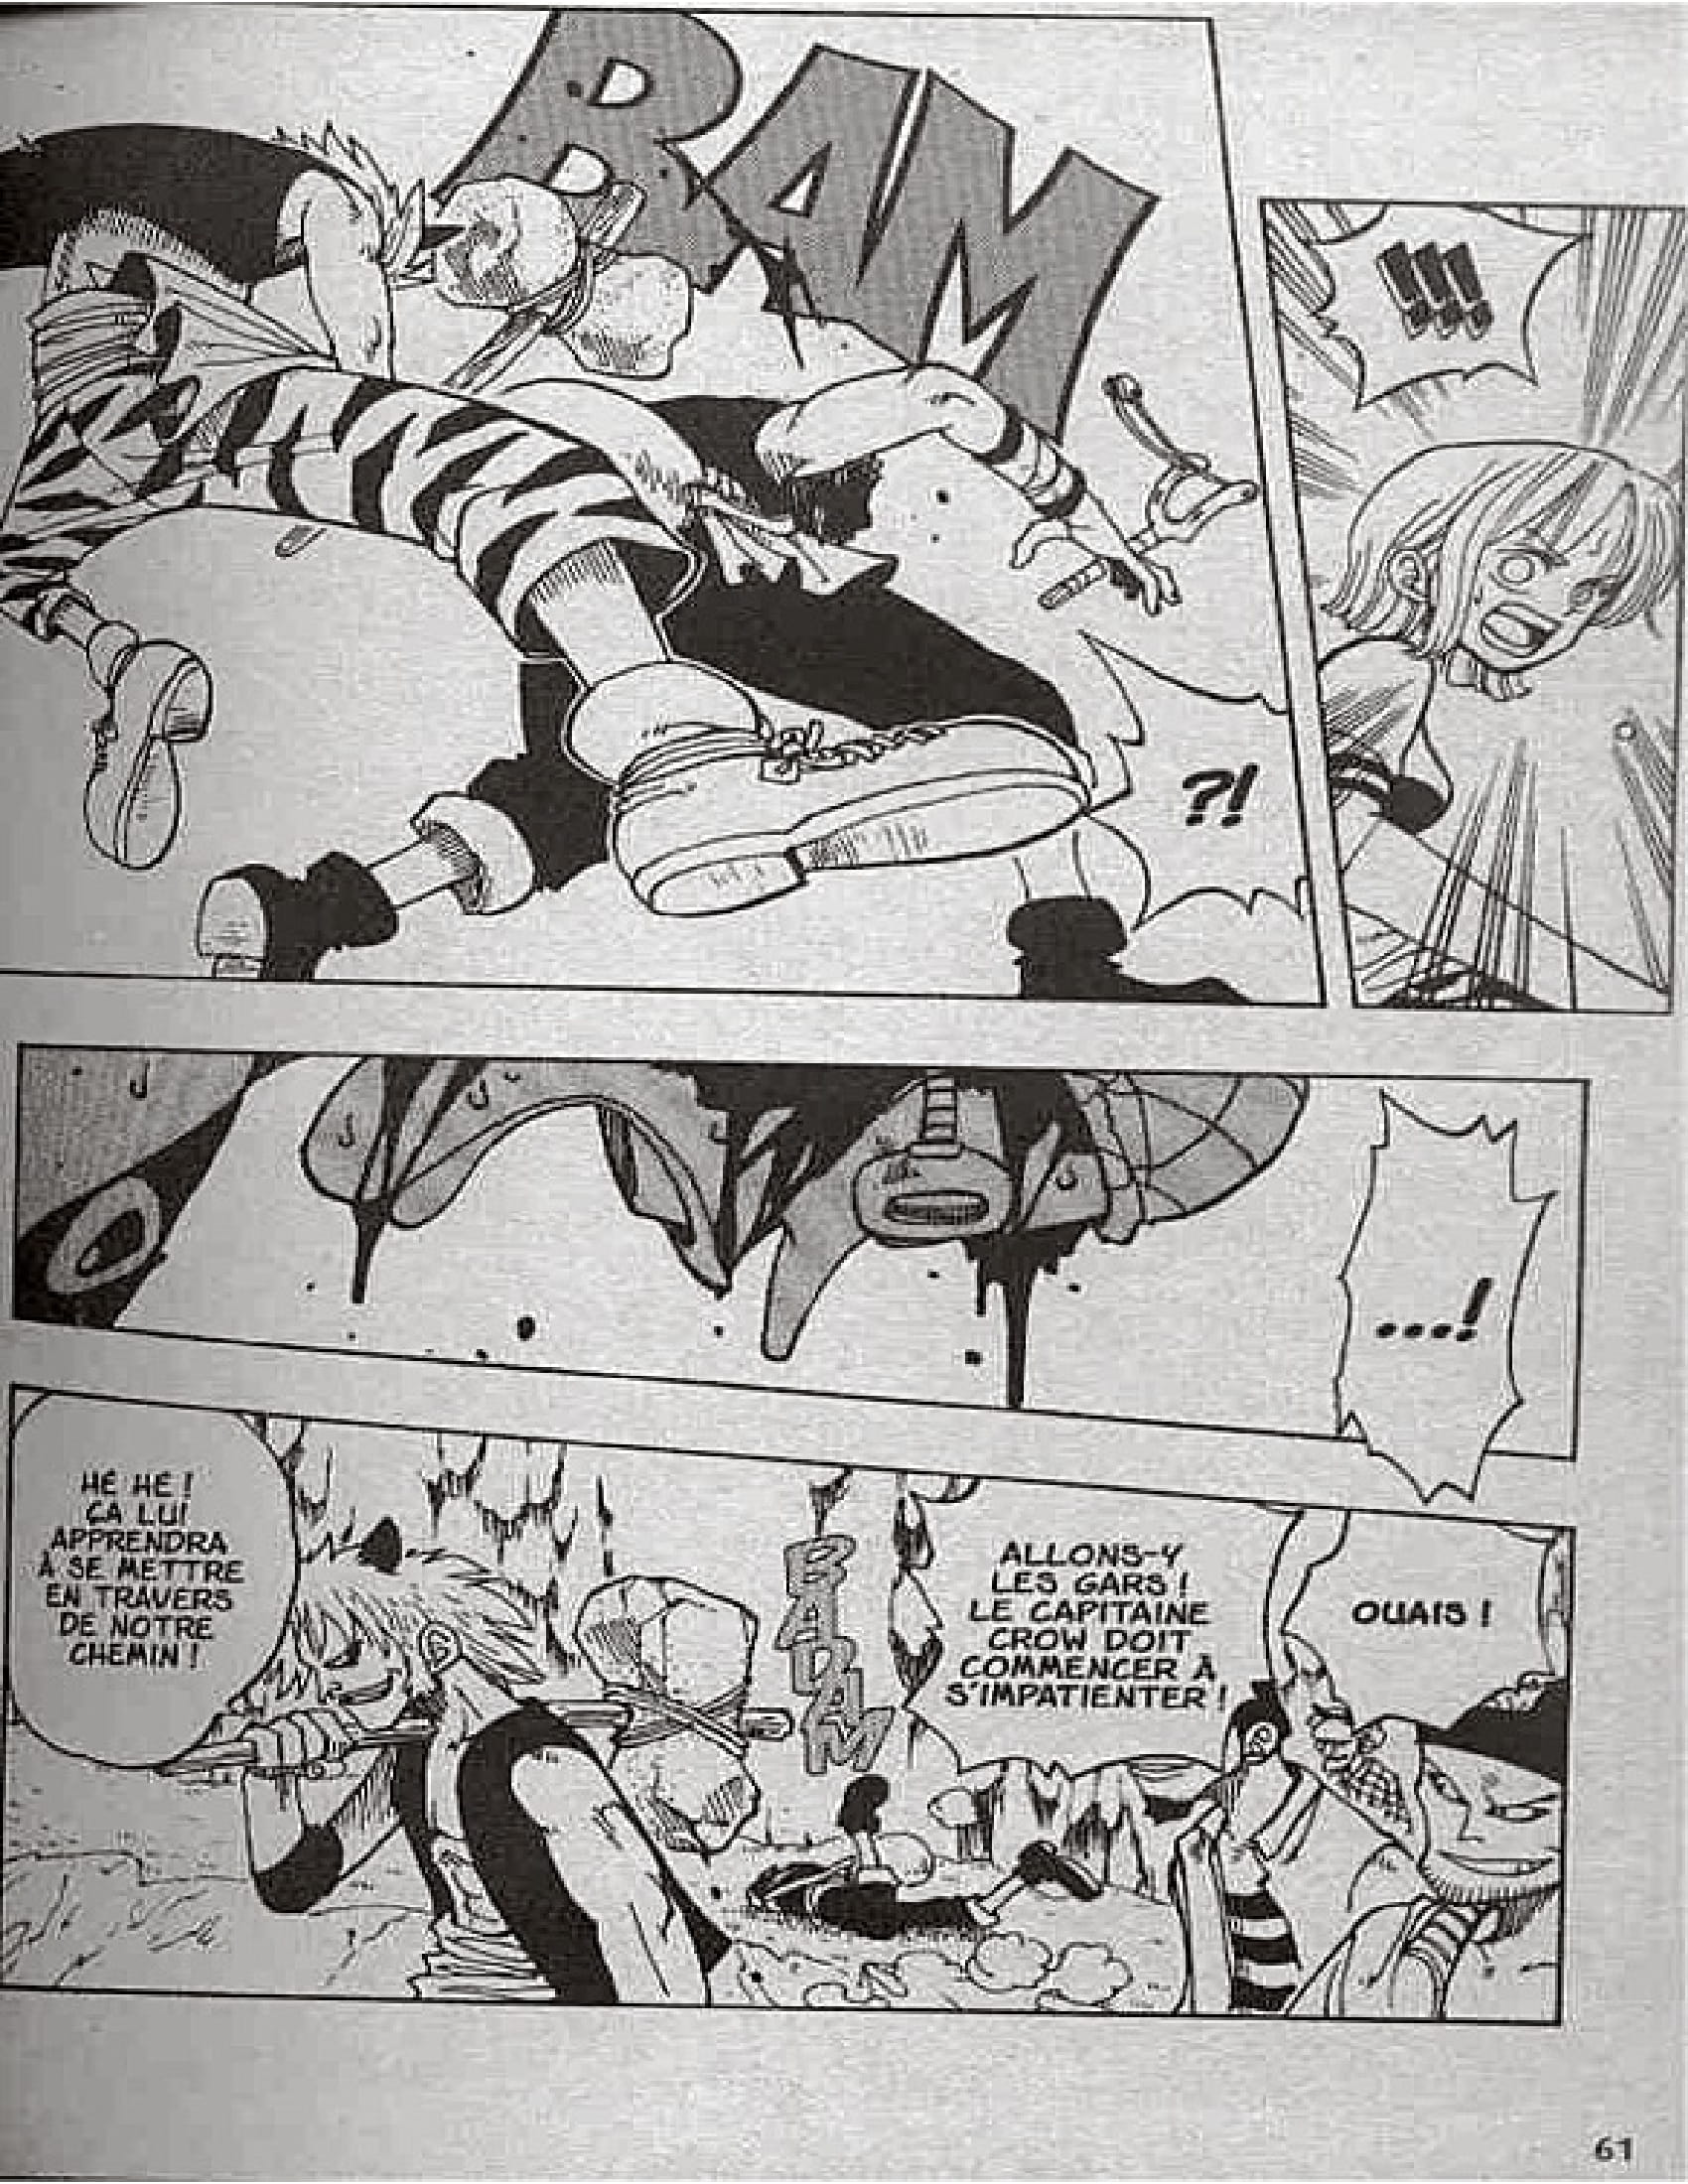 BAM
?!
!!!
...!
HÉ HÉ !
ÇA LUI
APPRENDRA
À SE METTRE
EN TRAVERS
DE NOTRE
CHEMIN !
BADAM
ALLONS-Y
LES GARS !
LE CAPITAINE
CROW DOIT
COMMENCER À
S'IMPATIENTER !
OUAIS !
61